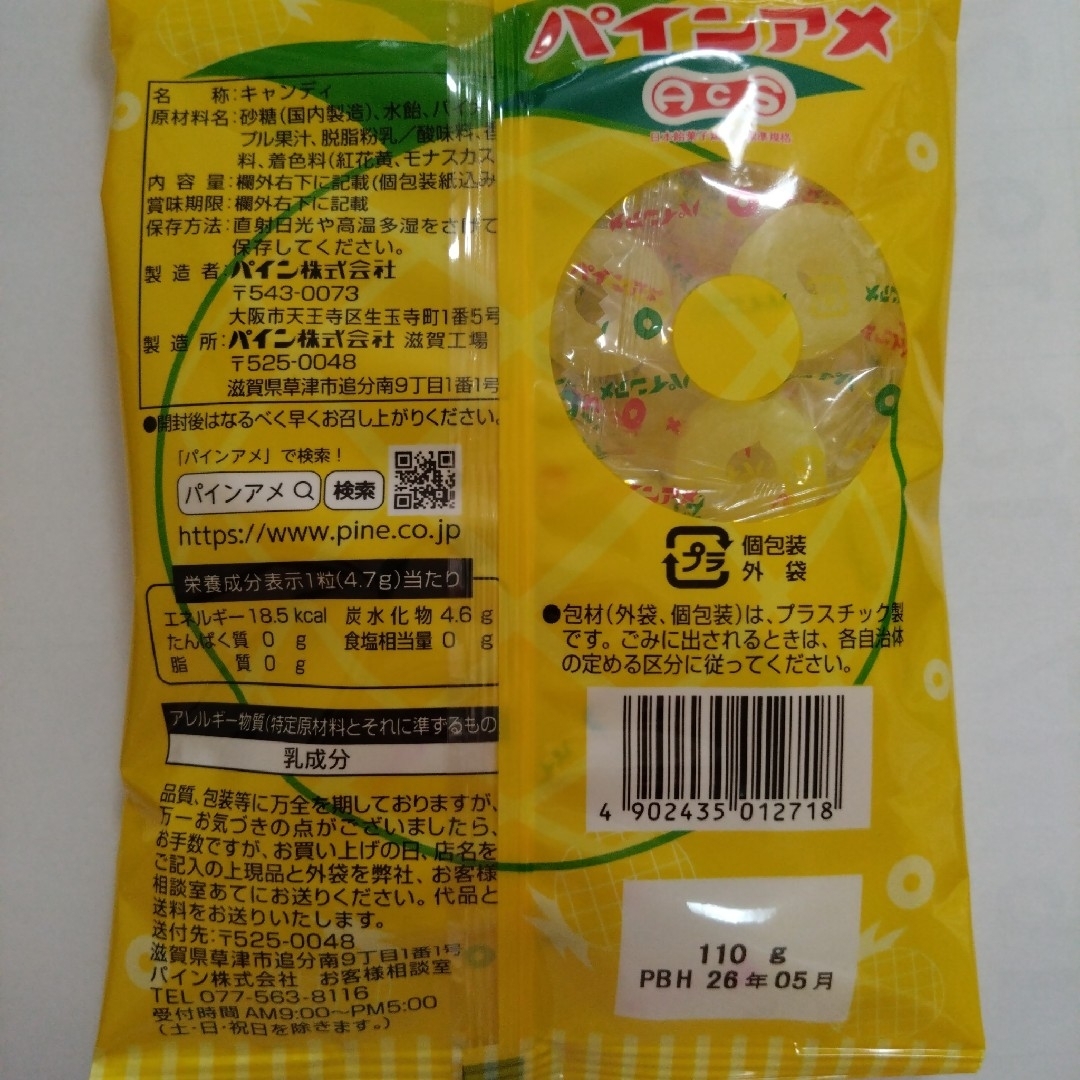 パインアメ
ACS
名 称:キャンディ
原材料名:砂糖(国内製造)、水飴、パイ
プル果汁、脱脂粉乳/酸味料、
料、着色料(紅花黄、モナスカス
内容量:欄外右下に記載(個包装紙込み
賞味期限:欄外右下に記載
保存方法:直射日光や高温多湿をさけて
保存してください。
製造者:パイン株式会社
〒543-0073
大阪市天王寺区生玉寺町1番5号
製造所:パイン株式会社 滋賀工場
〒525-0048
滋賀県草津市追分南9丁目1番1号
●開封後はなるべく早くお召し上がりください。
「パインアメ」で検索!
パインアメ 検索
https://www.pine.co.jp
栄養成分表示1粒(4.7g)当たり
エネルギー 18.5 kcal 炭水化物 4.6 g
たんぱく質 0 g 食塩相当量 0 g
脂質 0 g
アレルギー物質(特定原材料とそれに準ずるもの
乳成分
品質、包装等に万全を期しておりますが、
万一お気づきの点がございましたら、
お手数ですが、お買い上げの日、店名を
ご記入の上現品と外袋を弊社、お客様
相談室あてにお送りください。代品と
送料をお送りいたします。
送付先:〒525-0048
滋賀県草津市追分南9丁目1番1号
パイン株式会社 お客様相談室
TEL 077-563-8116
受付時間 AM9:00~PM5:00
(土・日・祝日を除きます。)
パインアメ
パインアメ
プラ 個包装
外袋
●包材(外袋、個包装)は、プラスチック製
です。ごみに出されるときは、各自治体
の定める区分に従ってください。
4 902435 012718
110 g
PBH 26年05月